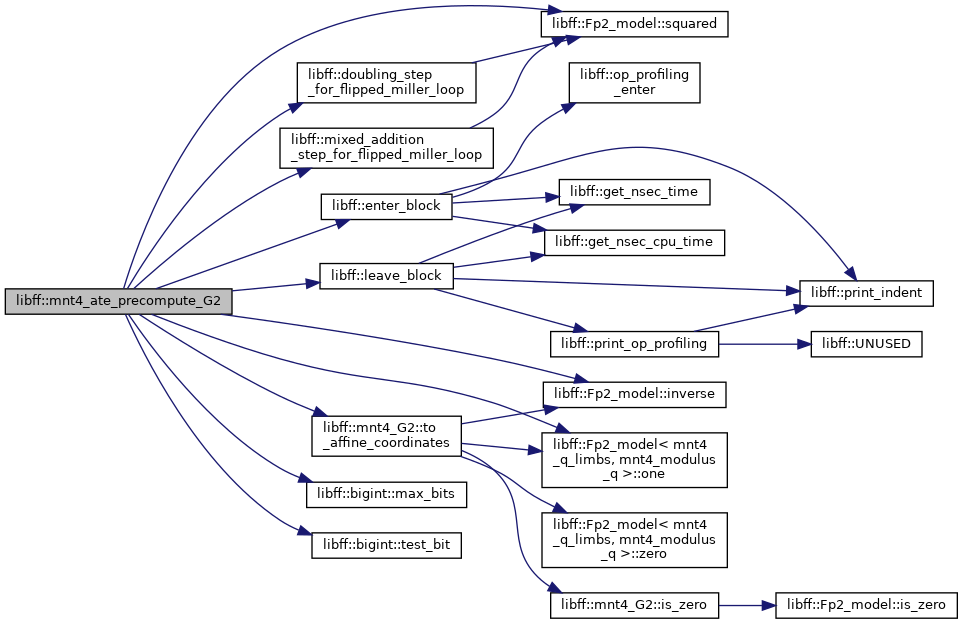 libff::Fp2_model::squared
libff::doubling_step
_for_flipped_miller_loop
libff::op_profiling
_enter
libff::mixed_addition
_step_for_flipped_miller_loop
libff::enter_block
libff::get_nsec_time
libff::get_nsec_cpu_time
libff::leave_block
libff::print_indent
libff::mnt4_ate_precompute_G2
libff::print_op_profiling
libff::UNUSED
libff::Fp2_model::inverse
libff::mnt4_G2::to
_affine_coordinates
libff::Fp2_model< mnt4
_q_limbs, mnt4_modulus
_q >::one
libff::bigint::max_bits
libff::Fp2_model< mnt4
_q_limbs, mnt4_modulus
_q >::zero
libff::bigint::test_bit
libff::mnt4_G2::is_zero
libff::Fp2_model::is_zero